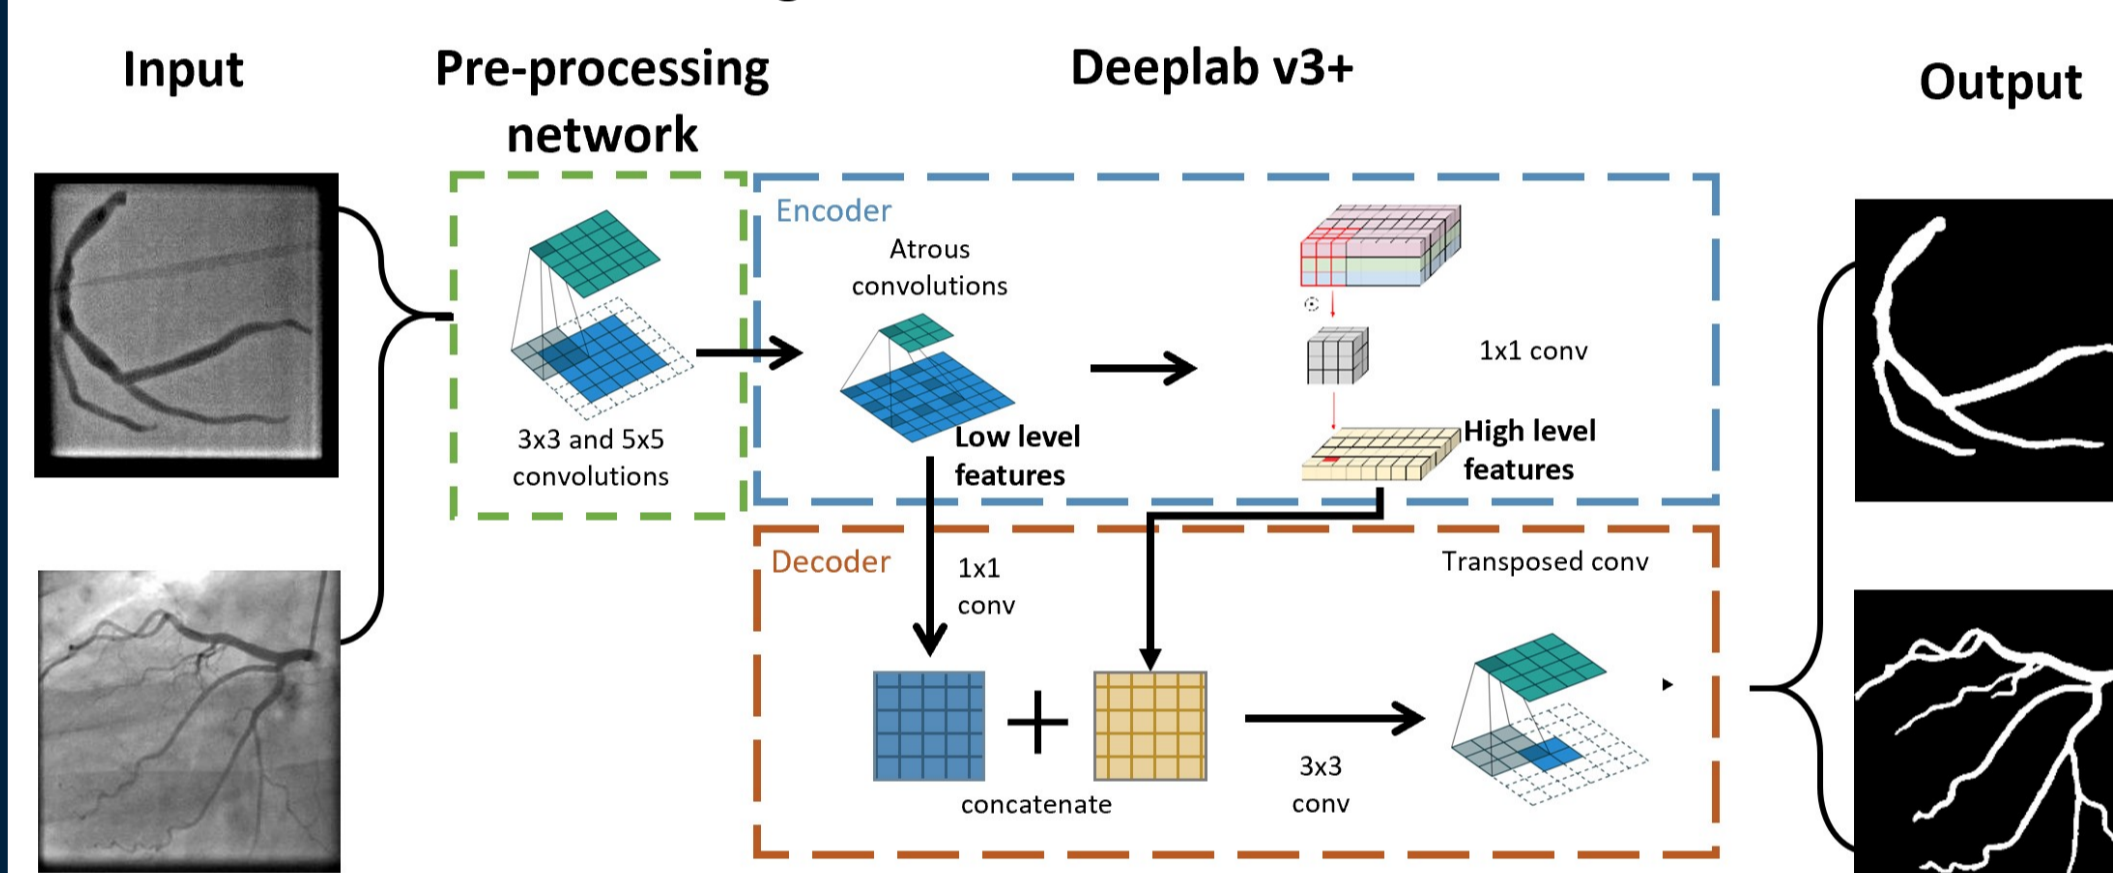 Input
Pre-processing
network
Deeplab v3+
Output
Encoder
Atrous
convolutions
1x1 conv
3x3 and 5x5
convolutions
Low level
features
High level
features
Decoder
1x1
conv
Transposed conv
concatenate
3x3
conv